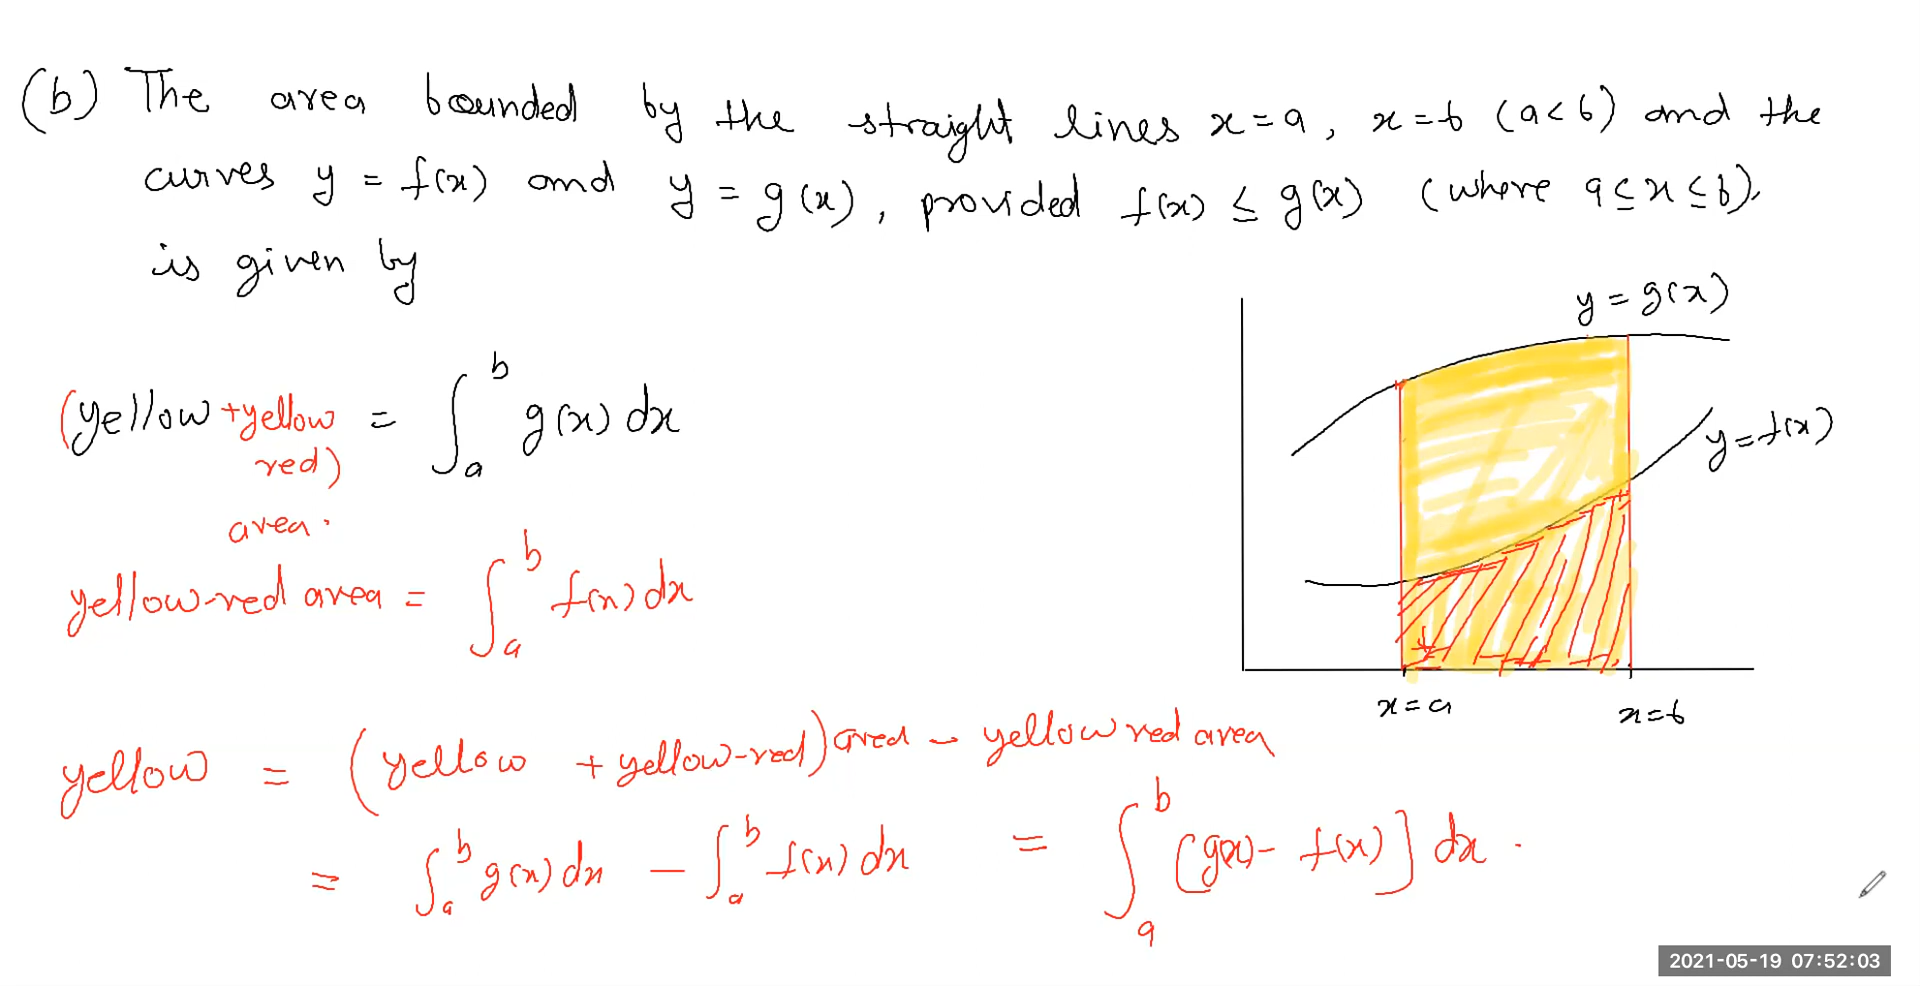 (b) The area bounded by the straight lines x = a, x = b (a < b) and the
curves y = f(x) and y = g(x), provided f(x) ≤ g(x) (where a ≤ x ≤ b),
is given by
y = g(x)
(yellow + yellow = ∫_a^b g(x) dx
red)
y = f(x)
area.
yellow-red area = ∫_a^b f(x) dx
x = a
x = b
yellow = (yellow + yellow-red) area - yellow red area
= ∫_a^b g(x) dx - ∫_a^b f(x) dx = ∫_a^b [g(x) - f(x)] dx.
2021-05-19 07:52:03